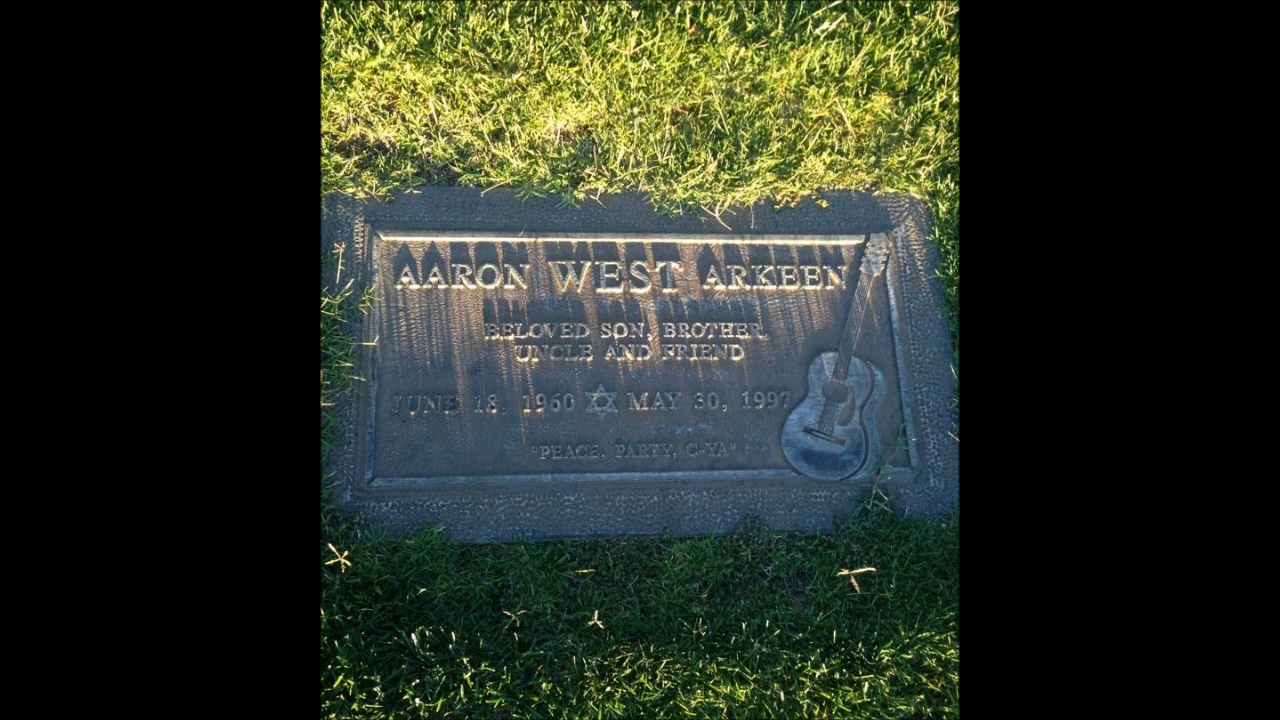 AARON WEST ARKEEN
BELOVED SON, BROTHER,
UNCLE AND FRIEND
JUNE 18, 1960 MAY 30, 1997
"PEACE, PARTY, C-YA"